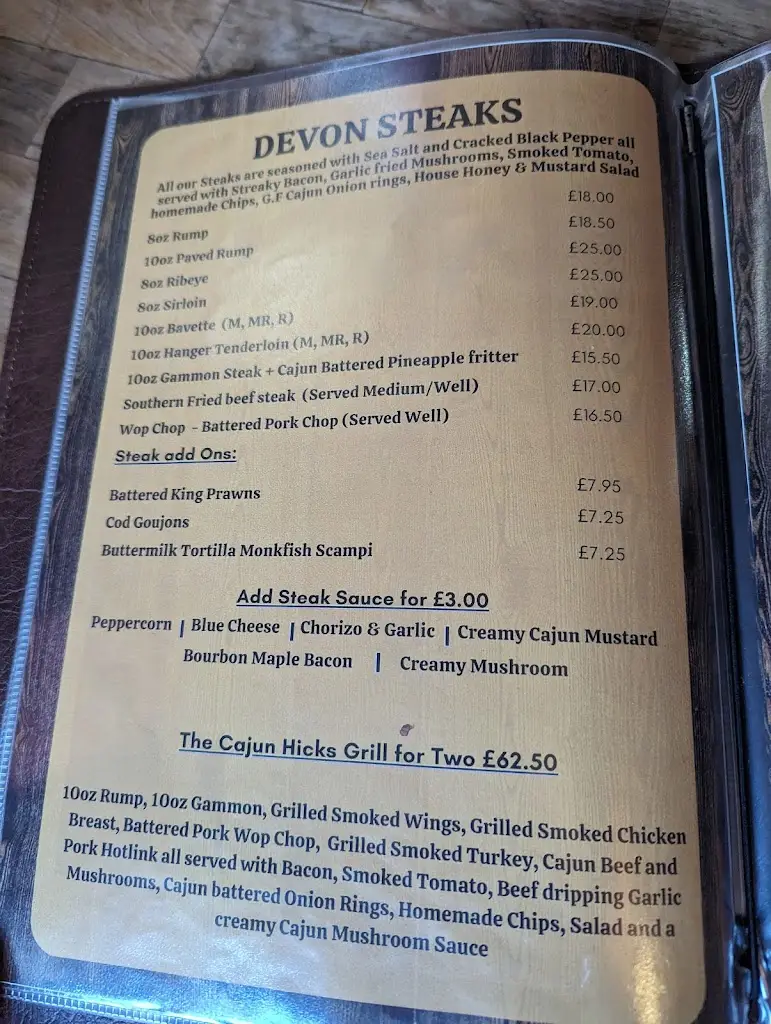 DEVON STEAKS
All our Steaks are seasoned with Sea Salt and Cracked Black Pepper all
served with Streaky Bacon, Garlic fried Mushrooms, Smoked Tomato,
homemade Chips, G.F Cajun Onion rings, House Honey & Mustard Salad
8oz Rump £18.00
10oz Paved Rump £18.50
8oz Ribeye £25.00
8oz Sirloin £25.00
10oz Bavette (M, MR, R) £19.00
10oz Hanger Tenderloin (M, MR, R) £20.00
10oz Gammon Steak + Cajun Battered Pineapple fritter £15.50
Southern Fried beef steak (Served Medium/Well) £17.00
Wop Chop - Battered Pork Chop (Served Well) £16.50
Steak add Ons:
Battered King Prawns £7.95
Cod Goujons £7.25
Buttermilk Tortilla Monkfish Scampi £7.25
Add Steak Sauce for £3.00
Peppercorn | Blue Cheese | Chorizo & Garlic | Creamy Cajun Mustard
Bourbon Maple Bacon | Creamy Mushroom
The Cajun Hicks Grill for Two £62.50
10oz Rump, 10oz Gammon, Grilled Smoked Wings, Grilled Smoked Chicken
Breast, Battered Pork Wop Chop, Grilled Smoked Turkey, Cajun Beef and
Pork Hotlink all served with Bacon, Smoked Tomato, Beef dripping Garlic
Mushrooms, Cajun battered Onion Rings, Homemade Chips, Salad and a
creamy Cajun Mushroom Sauce